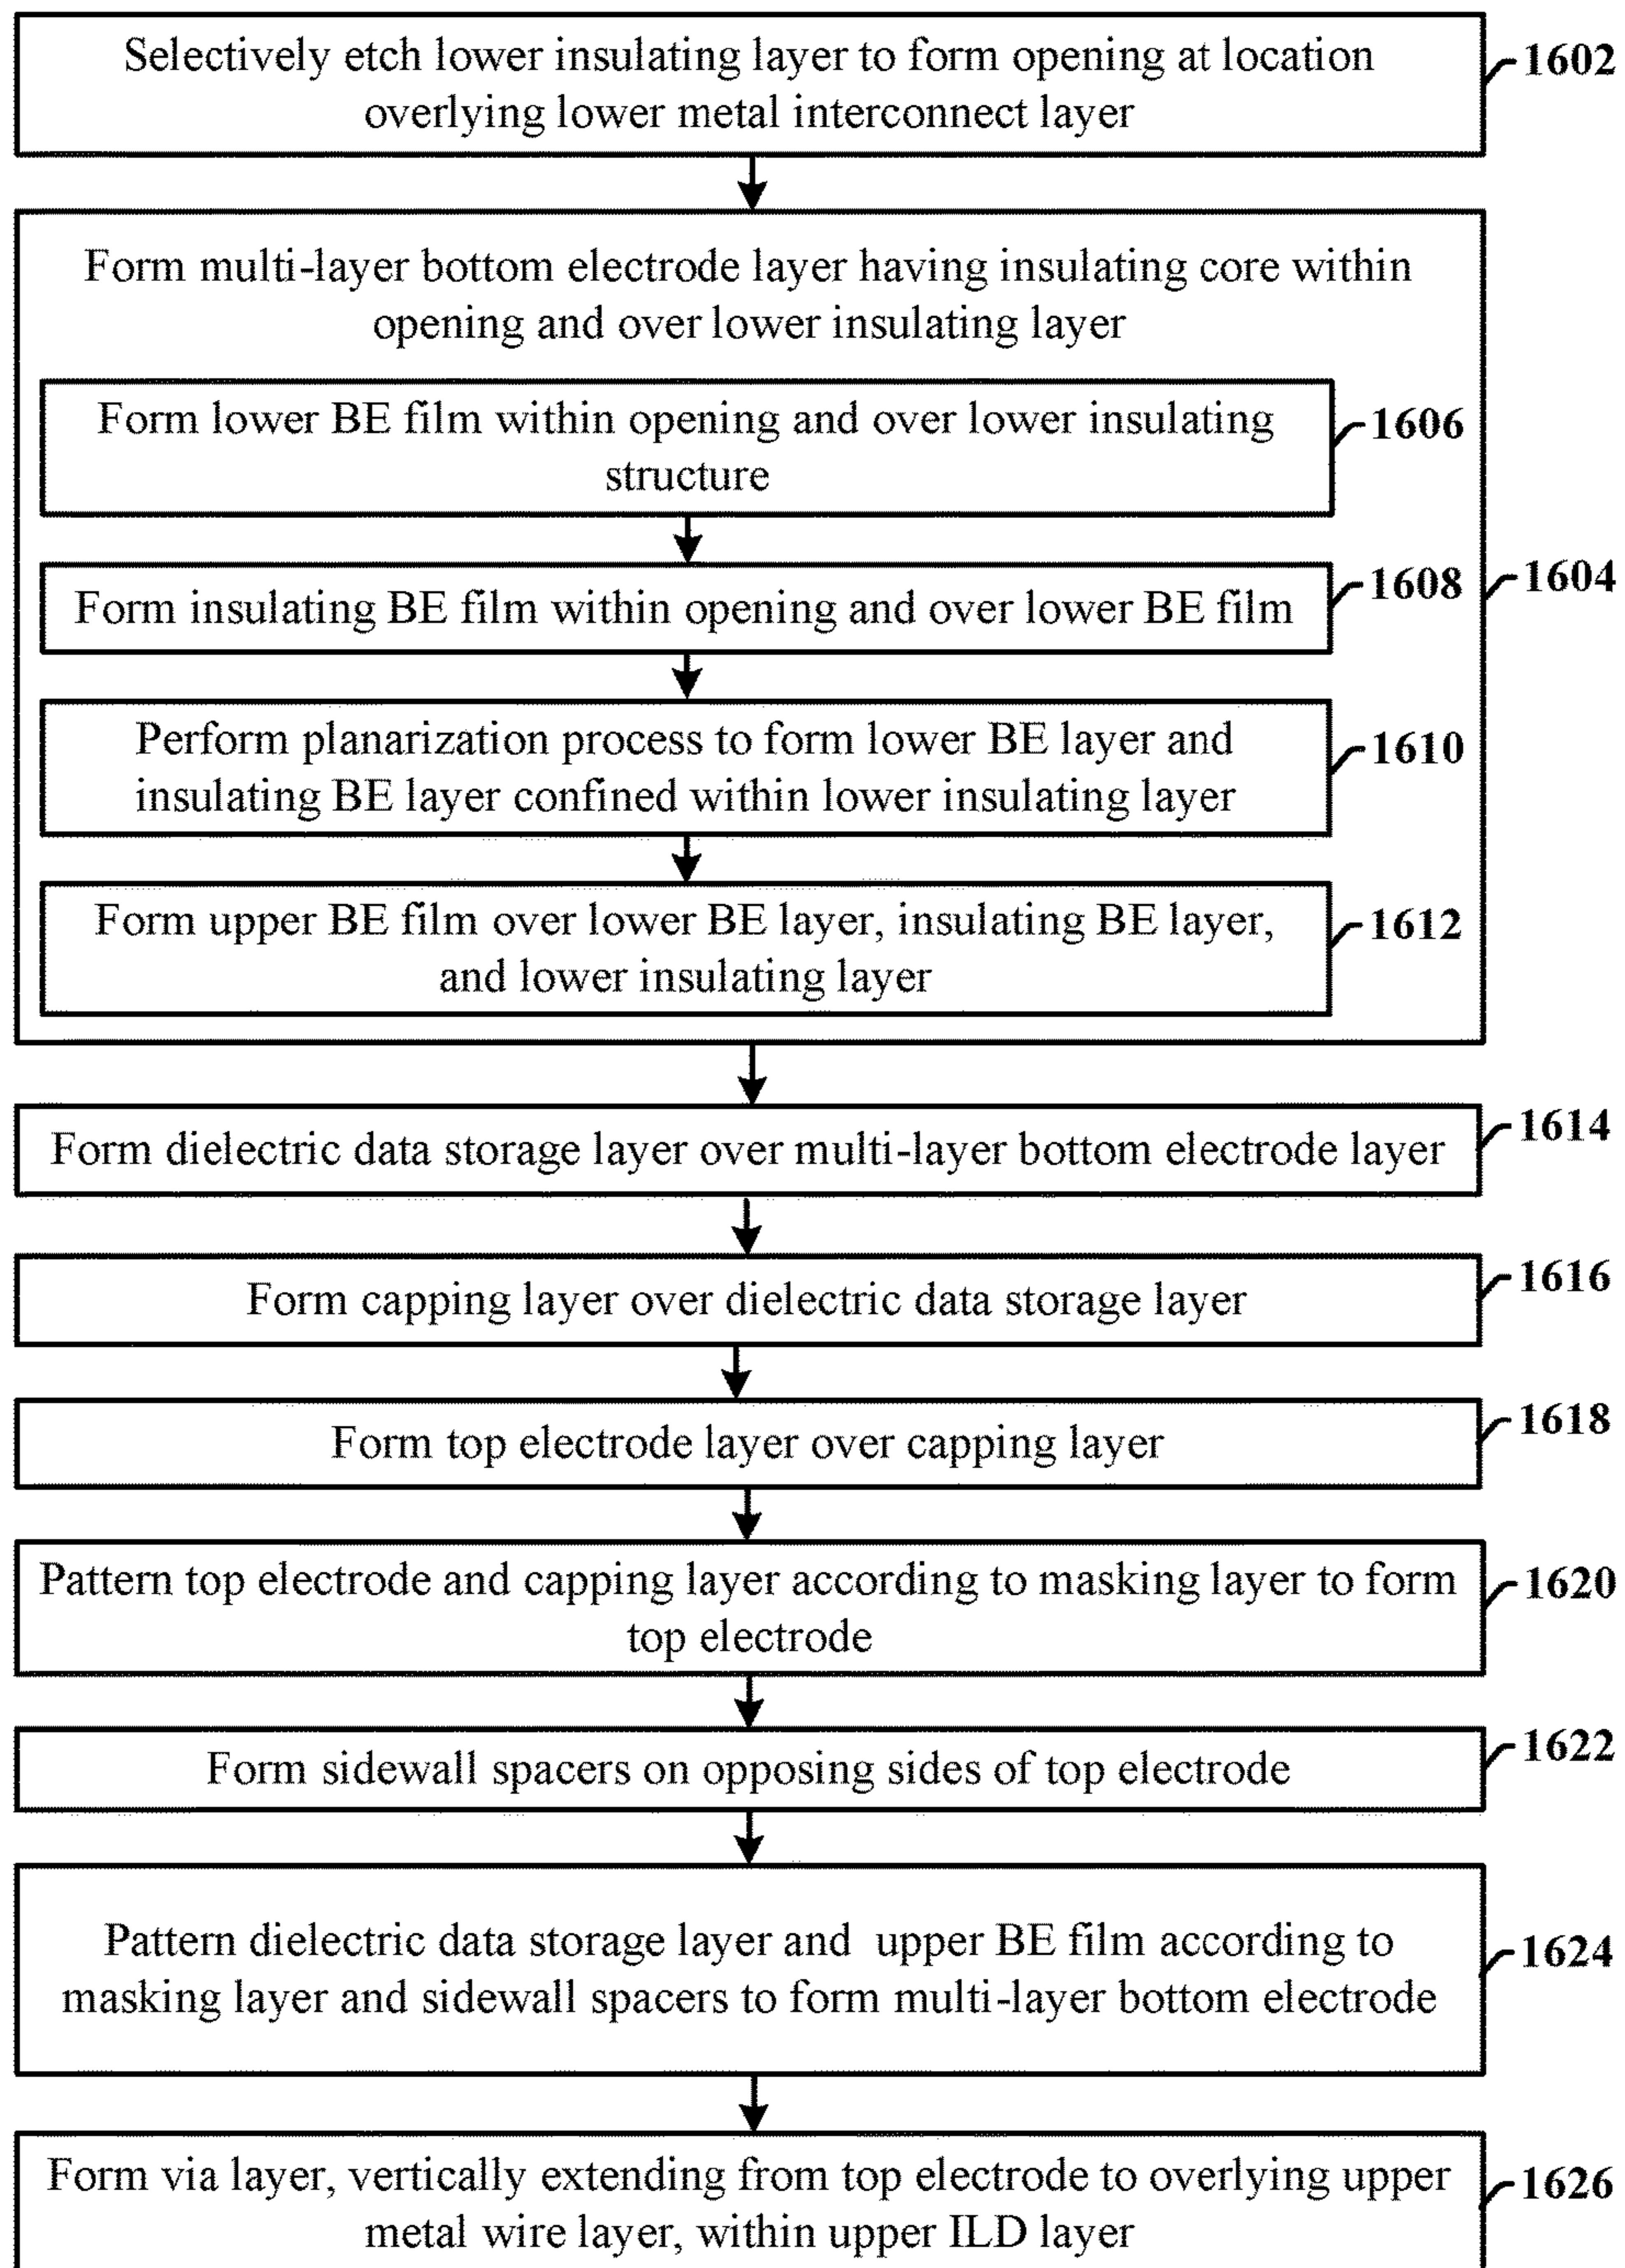 Selectively etch lower insulating layer to form opening at location
overlying lower metal interconnect layer
1602
Form multi-layer bottom electrode layer having insulating core within
opening and over lower insulating layer
1604
Form lower BE film within opening and over lower insulating
structure
1606
Form insulating BE film within opening and over lower BE film
1608
Perform planarization process to form lower BE layer and
insulating BE layer confined within lower insulating layer
1610
Form upper BE film over lower BE layer, insulating BE layer,
and lower insulating layer
1612
Form dielectric data storage layer over multi-layer bottom electrode layer
1614
Form capping layer over dielectric data storage layer
1616
Form top electrode layer over capping layer
1618
Pattern top electrode and capping layer according to masking layer to form
top electrode
1620
Form sidewall spacers on opposing sides of top electrode
1622
Pattern dielectric data storage layer and upper BE film according to
masking layer and sidewall spacers to form multi-layer bottom electrode
1624
Form via layer, vertically extending from top electrode to overlying upper
metal wire layer, within upper ILD layer
1626